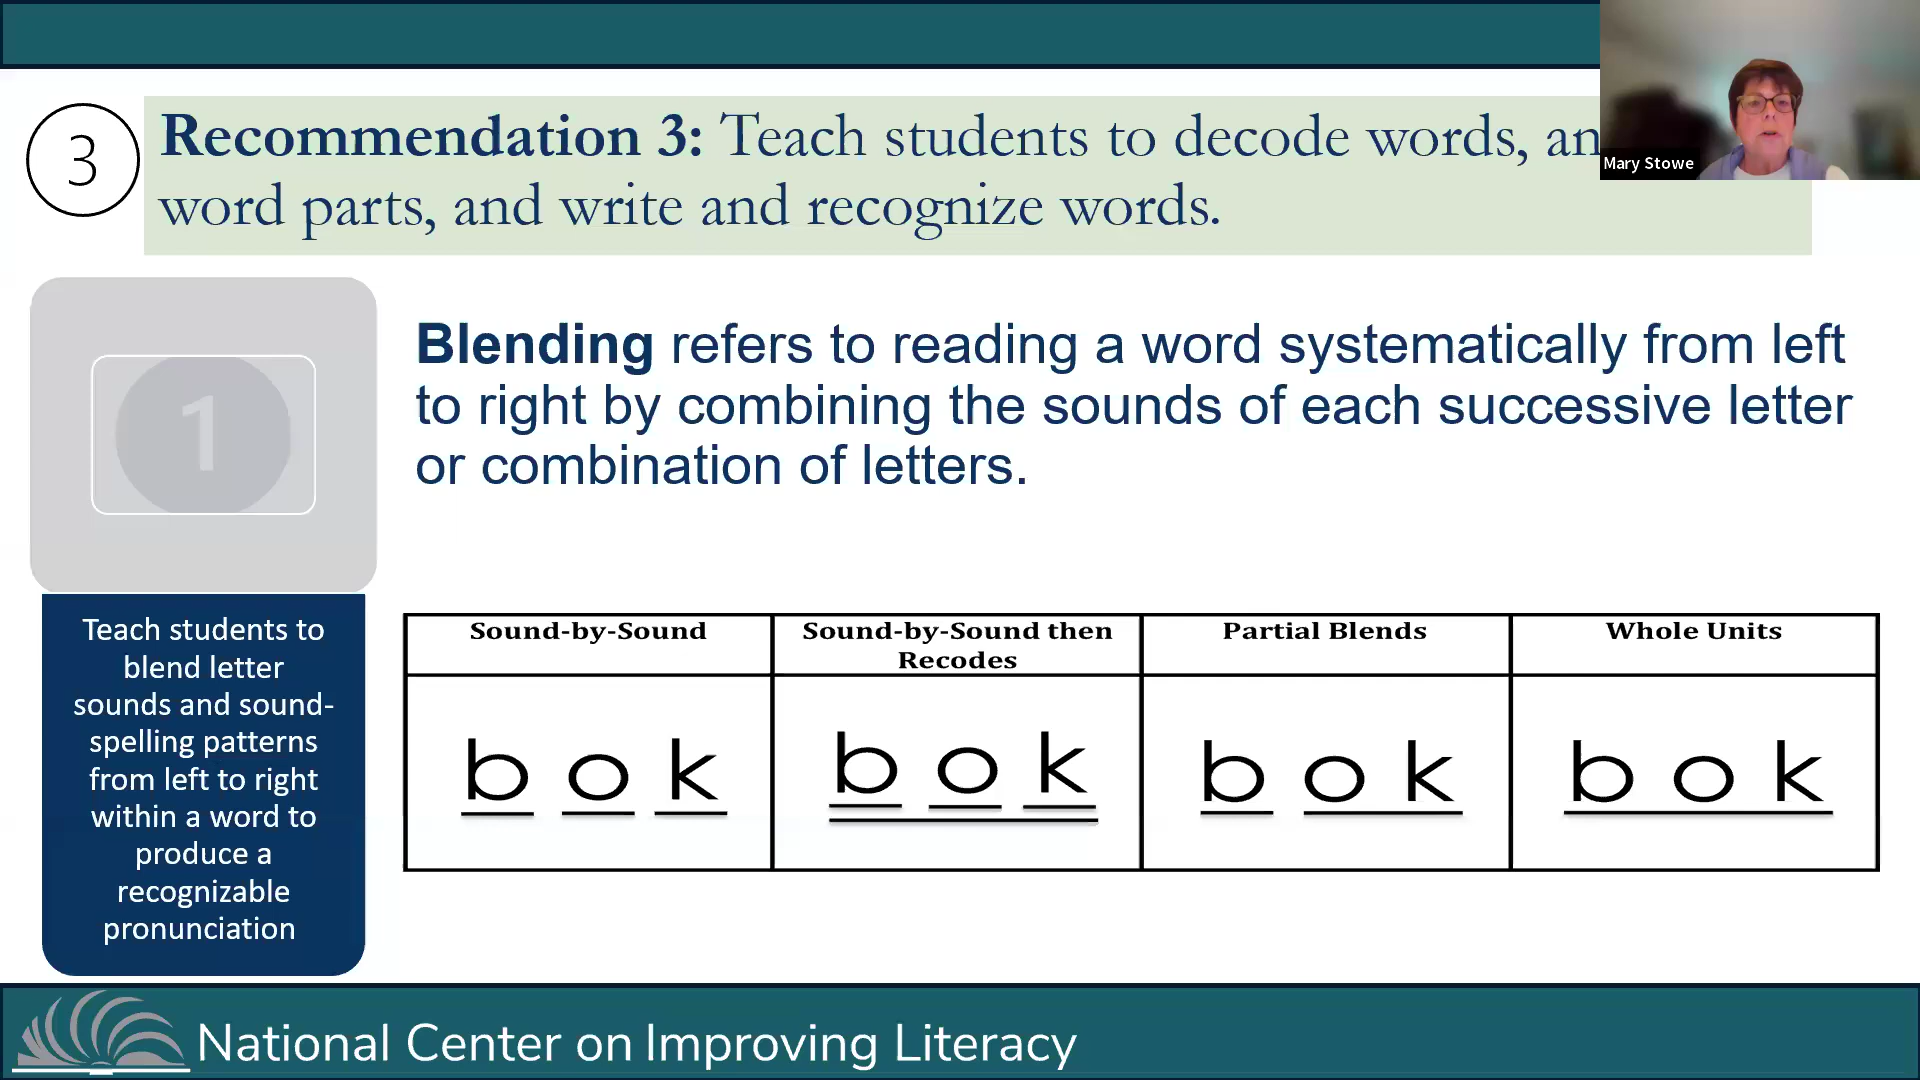 3
Recommendation 3: Teach students to decode words, an
word parts, and write and recognize words.
Mary Stowe
1
Blending refers to reading a word systematically from left
to right by combining the sounds of each successive letter
or combination of letters.
Teach students to
blend letter
sounds and sound-
spelling patterns
from left to right
within a word to
produce a
recognizable
pronunciation
Sound-by-Sound
Sound-by-Sound then
Recodes
Partial Blends
Whole Units
b o k
b o k
b o k
b o k
National Center on Improving Literacy